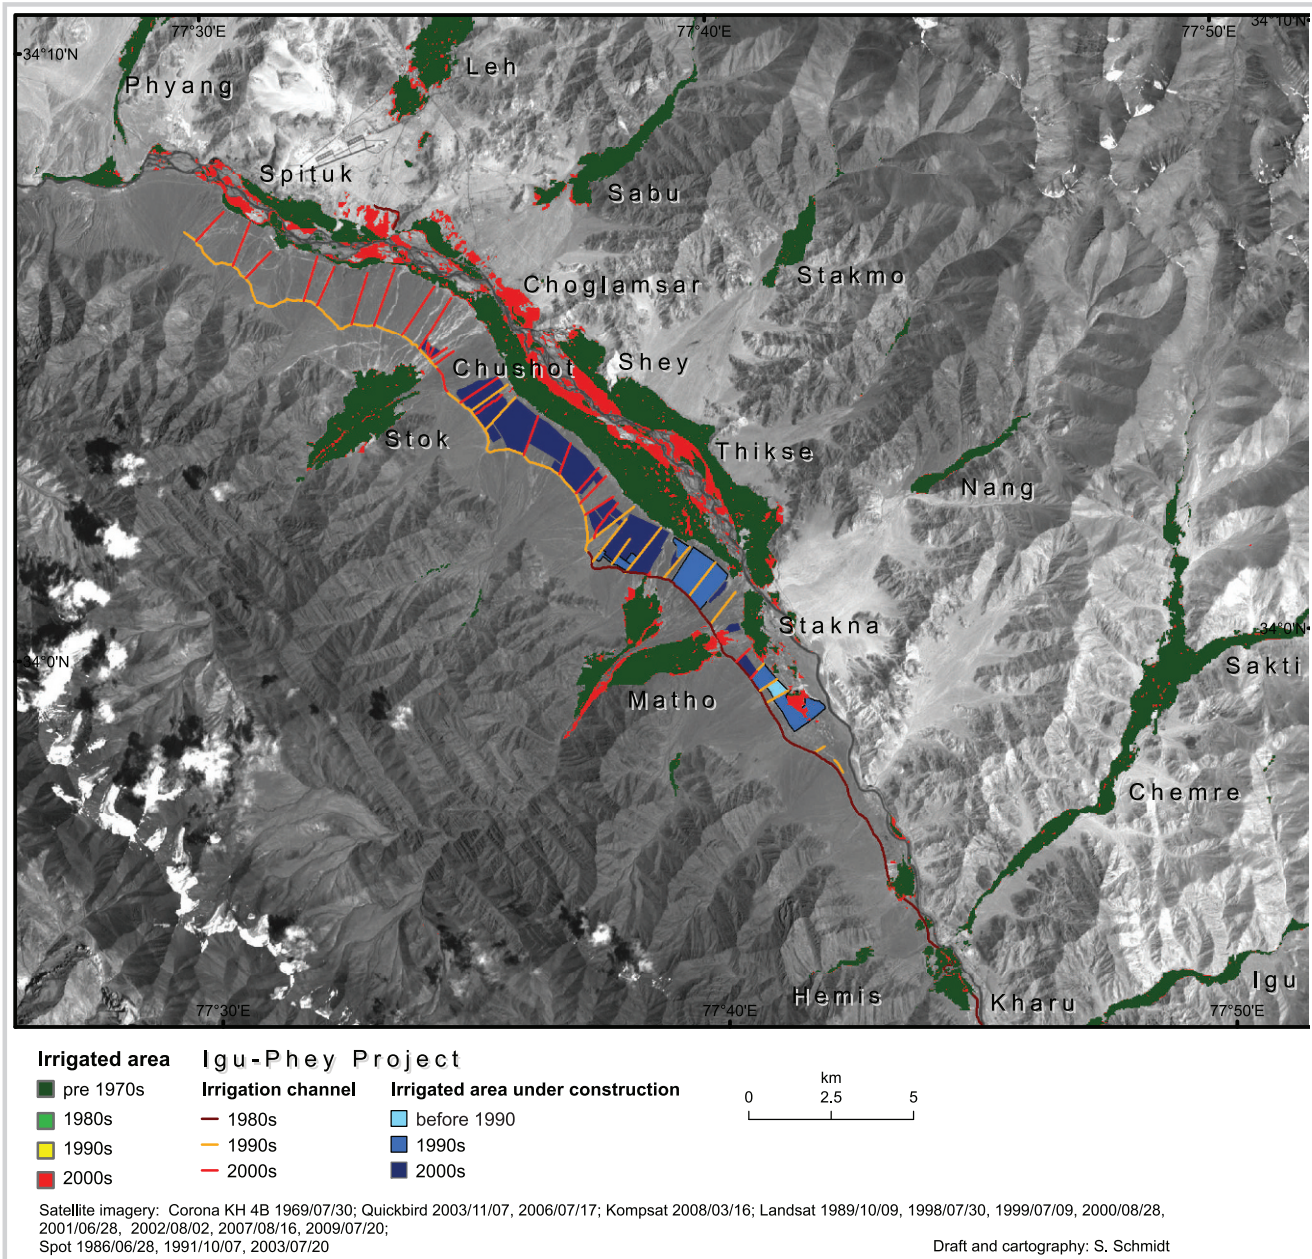 77°30'E
77°40'E
77°50'E
34°10'N
34°10'N
Phyang
Leh
Spituk
Sabu
Stakmo
Choglamsar
Chushot
Shey
Stok
Thikse
Nang
Stakna
34°0'N
34°0'N
Sakti
Matho
Chemre
Hemis
Kharu
Igu
77°30'E
77°40'E
77°50'E
Irrigated area
pre 1970s
1980s
1990s
2000s
Igu-Phey Project
Irrigation channel
1980s
1990s
2000s
Irrigated area under construction
before 1990
1990s
2000s
km
0 2.5 5
Satellite imagery: Corona KH 4B 1969/07/30; Quickbird 2003/11/07, 2006/07/17; Kompsat 2008/03/16; Landsat 1989/10/09, 1998/07/30, 1999/07/09, 2000/08/28,
2001/06/28, 2002/08/02, 2007/08/16, 2009/07/20;
Spot 1986/06/28, 1991/10/07, 2003/07/20
Draft and cartography: S. Schmidt